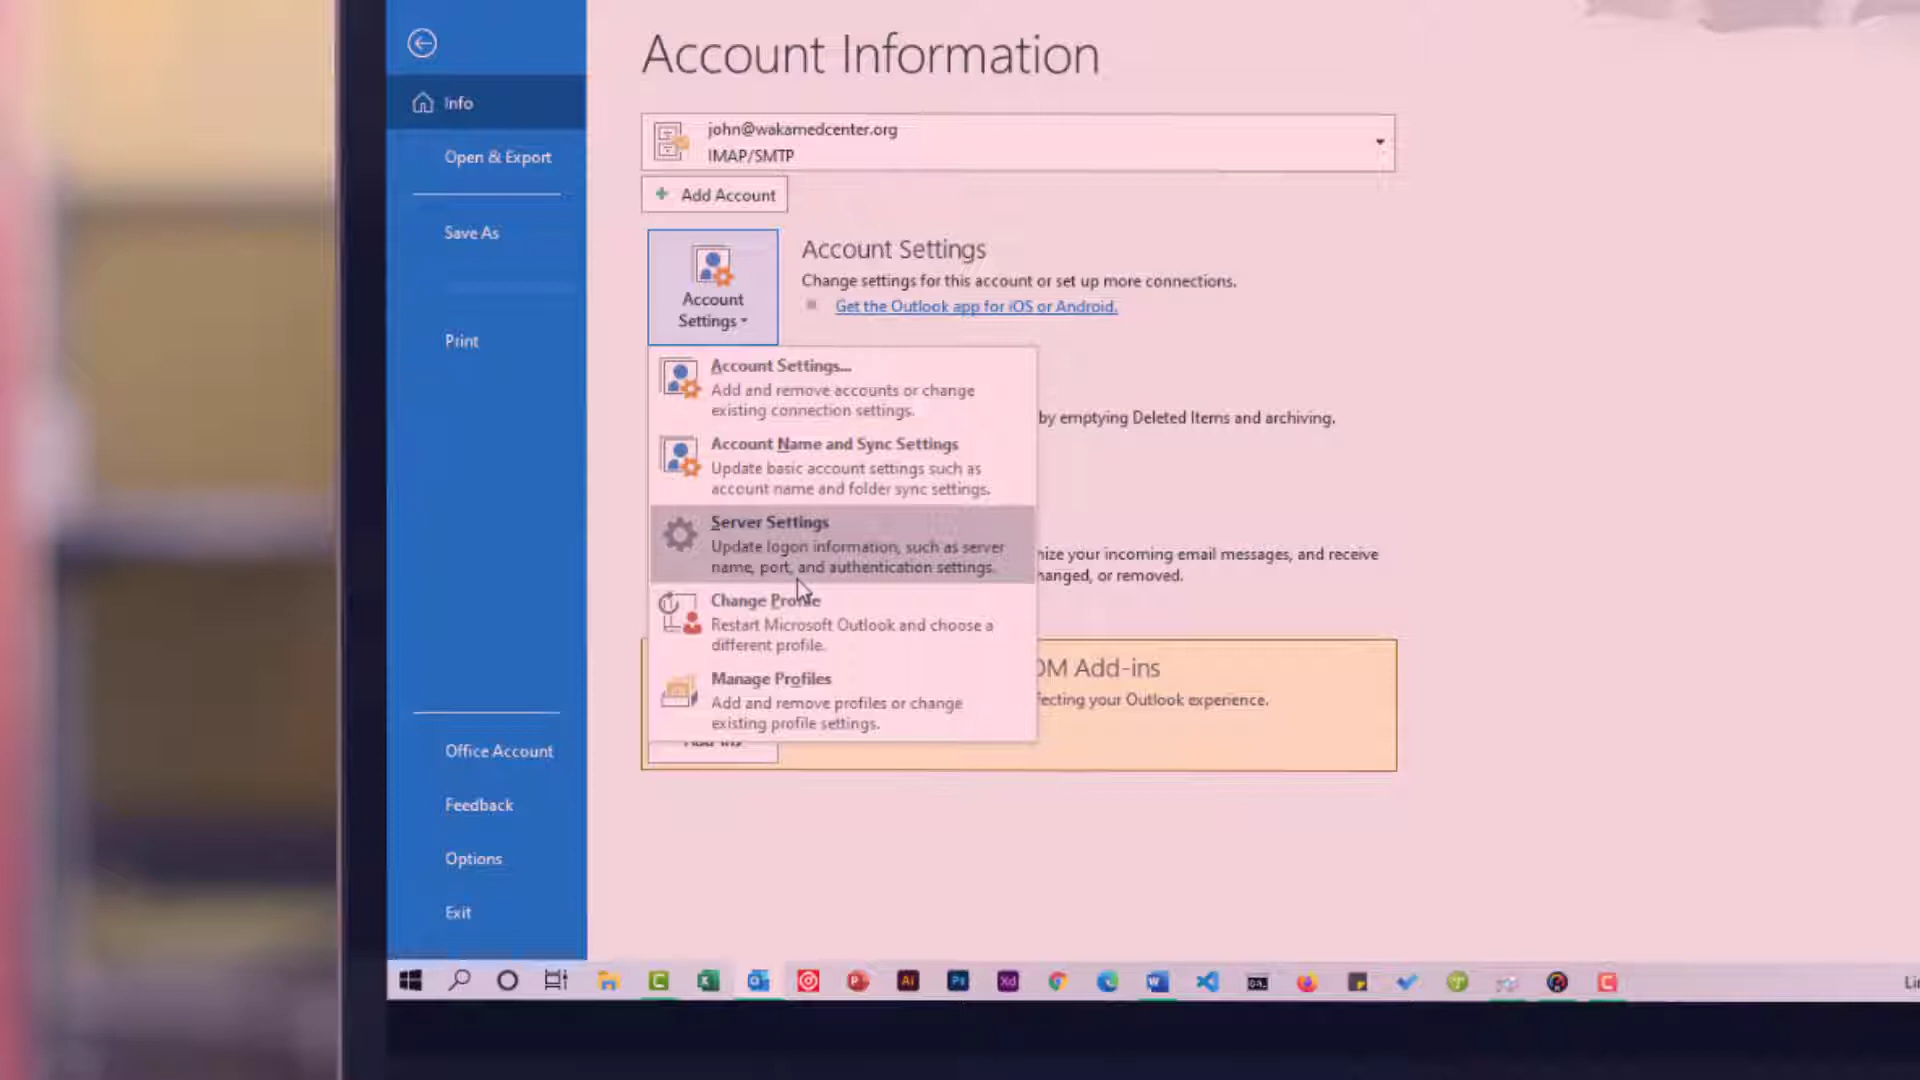 Account Information
Info
john@wakamedcenter.org
IMAP/SMTP
Open & Export
Add Account
Save As
Account
Settings
Account Settings
Change settings for this account or set up more connections.
Get the Outlook app for iOS or Android.
Print
Account Settings...
Add and remove accounts or change
existing connection settings.
by emptying Deleted Items and archiving.
Account Name and Sync Settings
Update basic account settings such as
account name and folder sync settings.
Server Settings
Update logon information, such as server
name, port, and authentication settings.
nize your incoming email messages, and receive
hanged, or removed.
Change Profile
Restart Microsoft Outlook and choose a
different profile.
Manage Profiles
Add and remove profiles or change
existing profile settings.
OM Add-ins
fecting your Outlook experience.
Office Account
Feedback
Options
Exit
Ai
Ps
Xd